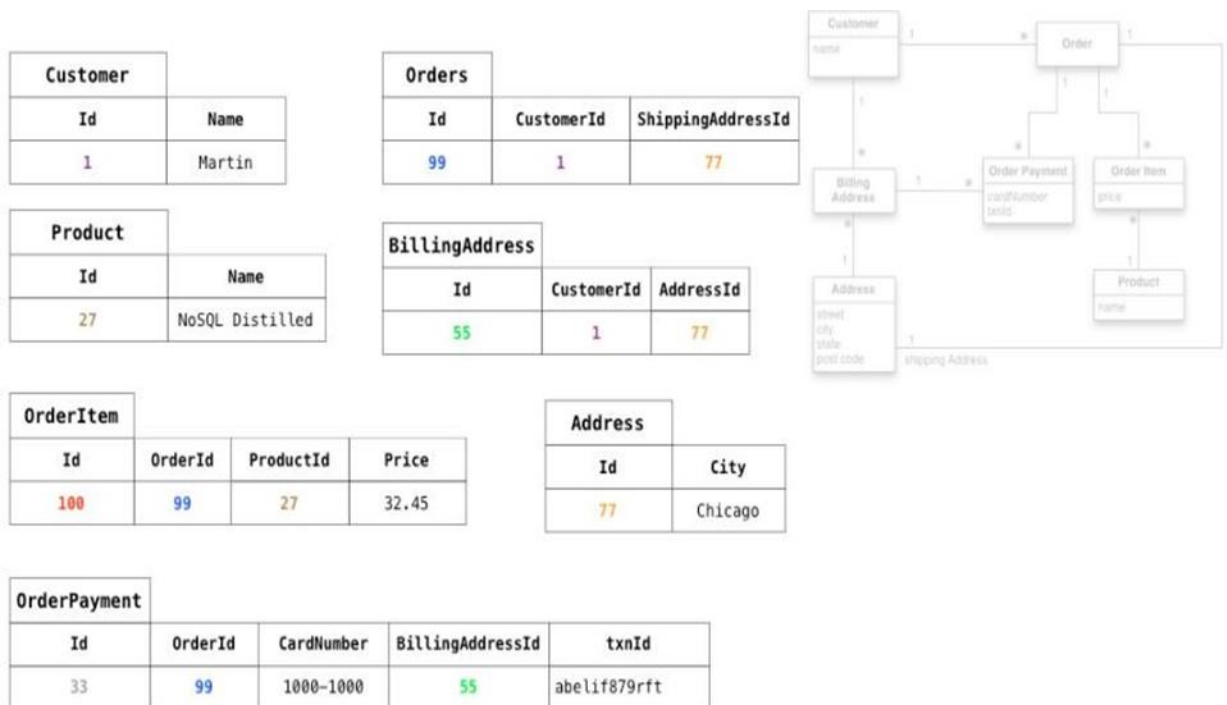 Customer
Id Name
1 Martin
Orders
Id CustomerId ShippingAddressId
99 1 77
Product
Id Name
27 NoSQL Distilled
BillingAddress
Id CustomerId AddressId
55 1 77
OrderItem
Id OrderId ProductId Price
100 99 27 32.45
Address
Id City
77 Chicago
OrderPayment
Id OrderId CardNumber BillingAddressId txnId
33 99 1000-1000 55 abelif879rft
Customer
name
1
*
Order
1
1
1
1
*
*
*
Billing
Address
1
*
Order Payment
cardNumber
txnId
Order Item
price
*
*
1
1
Address
street
city
state
post code
Product
name
1
shipping Address